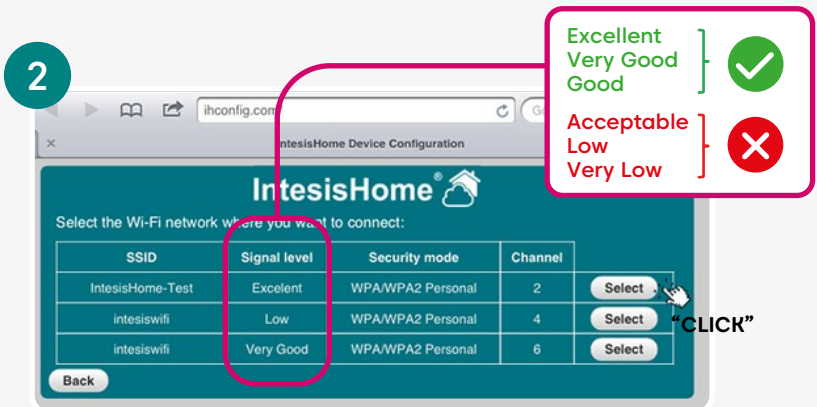 2
Excellent
Very Good
Good
Acceptable
Low
Very Low
ihconfig.com
IntesisHome Device Configuration
IntesisHome®
Select the Wi-Fi network where you want to connect:
SSID Signal level Security mode Channel
IntesisHome-Test Excelent WPA/WPA2 Personal 2 Select
intesiswifi Low WPA/WPA2 Personal 4 Select
"CLICK"
intesiswifi Very Good WPA/WPA2 Personal 6 Select
Back